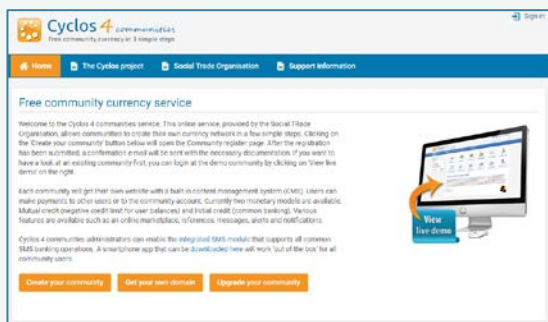 Sign in
Cyclos 4 communities
Free community currency in 3 simple steps
Home The Cyclos project Social Trade Organisation Support information
Free community currency service
Welcome to the Cyclos 4 communities service. This online service, provided by the Social TRade
Organisation, allows communities to create their own currency network in a few simple steps. Clicking on
the 'Create your community' button below will open the Community register page. After the registration
has been submitted, a confirmation e-mail will be sent with the necessary documentation. If you want to
have a look at an existing community first, you can login at the demo community by clicking on 'View live
demo' on the right.
Each community will get their own website with a built-in content management system (CMS). Users can
make payments to other users or to the community account. Currently two monetary models are available.
Mutual credit (negative credit limit for user balances) and Initial credit (common banking). Various
features are available such as an online marketplace, references, messages, alerts and notifications.
Cyclos 4 communities administrators can enable the integrated SMS module that supports all common
SMS banking operations. A smartphone app that can be downloaded here will work 'out of the box' for all
community users.
View
live demo
Create your community Get your own domain Upgrade your community